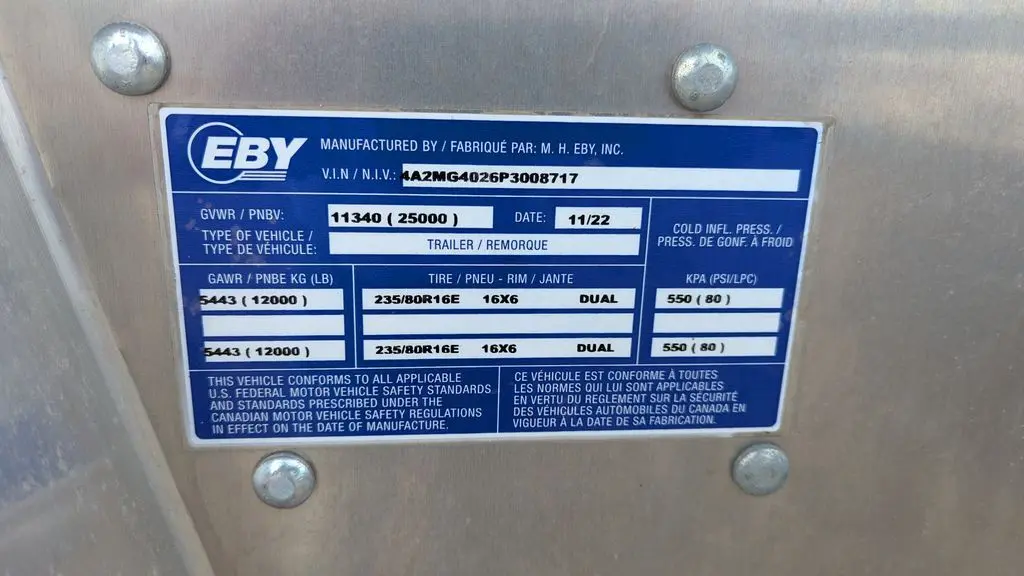 EBY
MANUFACTURED BY / FABRIQUÉ PAR: M. H. EBY, INC.
V.I.N / N.I.V.: 4A2MG4026P3008717
GVWR / PNBV: 11340 ( 25000 ) DATE: 11/22
TYPE OF VEHICLE /
TYPE DE VÉHICULE: TRAILER / REMORQUE
COLD INFL. PRESS. /
PRESS. DE GONF. À FROID
GAWR / PNBE KG (LB) TIRE / PNEU - RIM / JANTE KPA (PSI/LPC)
5443 ( 12000 ) 235/80R16E 16X6 DUAL 550 ( 80 )
5443 ( 12000 ) 235/80R16E 16X6 DUAL 550 ( 80 )
THIS VEHICLE CONFORMS TO ALL APPLICABLE
U.S. FEDERAL MOTOR VEHICLE SAFETY STANDARDS
AND STANDARDS PRESCRIBED UNDER THE
CANADIAN MOTOR VEHICLE SAFETY REGULATIONS
IN EFFECT ON THE DATE OF MANUFACTURE.
CE VÉHICULE EST CONFORME À TOUTES
LES NORMES QUI LUI SONT APPLICABLES
EN VERTU DU REGLEMENT SUR LA SÉCURITÉ
DES VÉHICULES AUTOMOBILES DU CANADA EN
VIGUEUR À LA DATE DE SA FABRICATION.